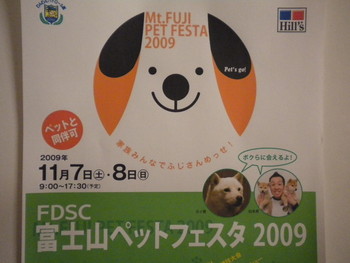 Mt.FUJI
PET FESTA
2009
Hill's
Pet's go!
ペットと
同伴可
家族みんなでふじさんめっせ!
2009年
11月7日土・8日日
9:00~17:30(予定)
ボクらに会えるよ!
FDSC
富士山ペットフェスタ 2009